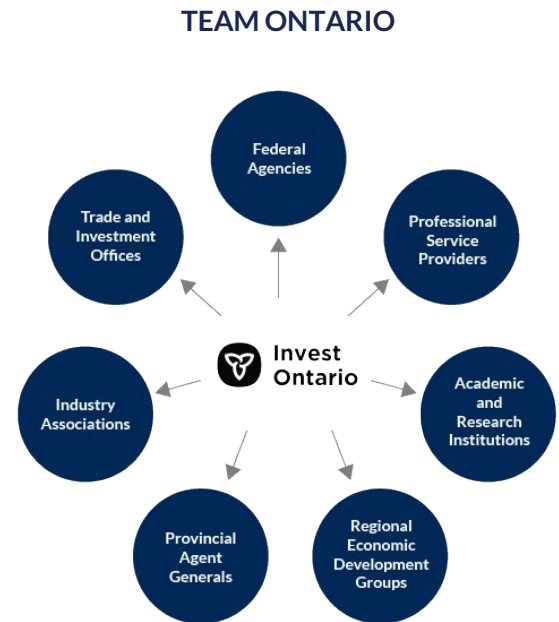 TEAM ONTARIO
Federal
Agencies
Trade and
Investment
Offices
Professional
Service
Providers
Invest
Ontario
Industry
Associations
Academic
and
Research
Institutions
Provincial
Agent
Generals
Regional
Economic
Development
Groups